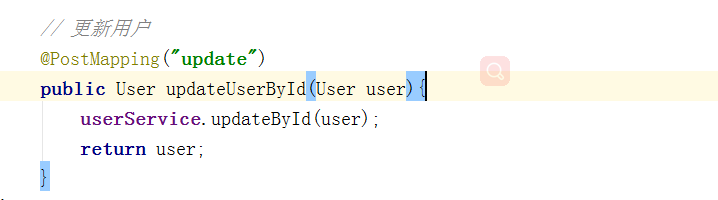 // 更新用户
@PostMapping("update")
public User updateUserById(User user){
userService.updateById(user);
return user;
}